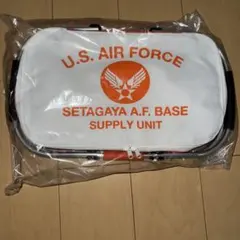 U.S. AIR FORCE
SETAGAYA A.F. BASE
SUPPLY UNIT